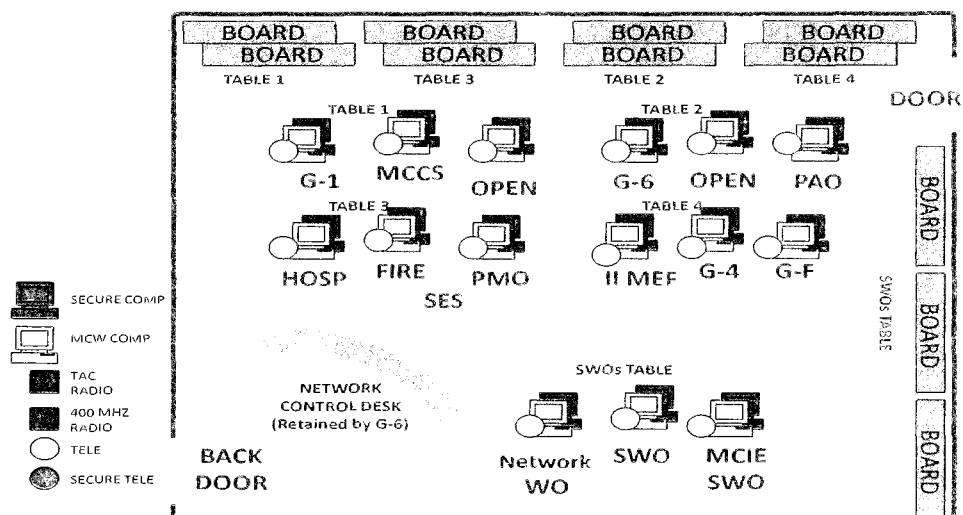 BOARD BOARD BOARD BOARD
BOARD BOARD BOARD BOARD
TABLE 1 TABLE 3 TABLE 2 TABLE 4
DOOR
TABLE 1 TABLE 2
G-1 MCCS OPEN G-6 OPEN PAO
BOARD
TABLE 3 TABLE 4
HOSP FIRE PMO II MEF G-4 G-F
SES
SWOs TABLE
BOARD
SECURE COMP
MCW COMP
TAC
RADIO
400 MHZ
RADIO
TELE
SECURE TELE
NETWORK
CONTROL DESK
(Retained by G-6)
SWOs TABLE
BACK
DOOR
Network
WO
SWO
MCIE
SWO
BOARD